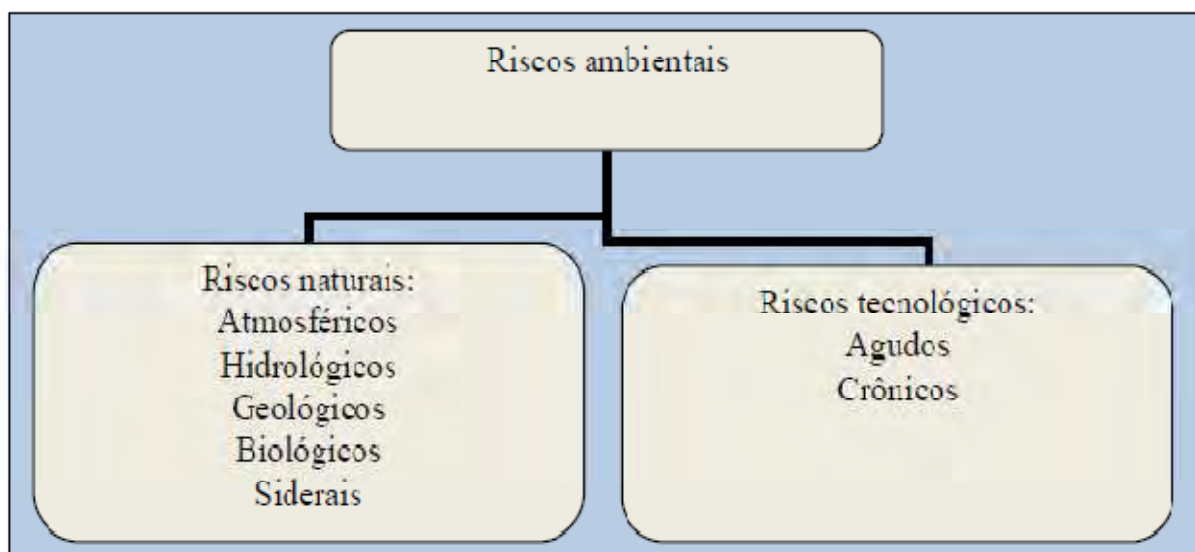 Riscos ambientais
Riscos naturais:
Atmosféricos
Hidrológicos
Geológicos
Biológicos
Siderais
Riscos tecnológicos:
Agudos
Crônicos